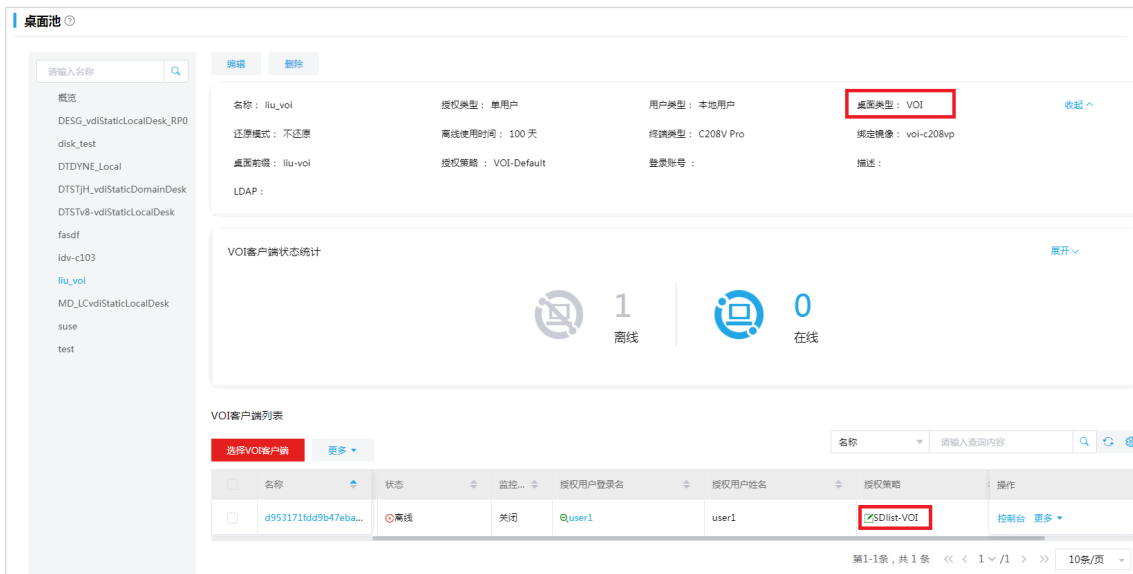 桌面池
请输入名称
概览
DESG_vdiStaticLocalDesk_RP0
disk_test
DTDYNE_Local
DTSTjH_vdiStaticDomainDesk
DTSTv8-vdiStaticLocalDesk
fasdf
idv-c103
liu_voi
MD_LCvdiStaticLocalDesk
suse
test
编辑 删除
名称： liu_voi 授权类型： 单用户 用户类型： 本地用户 桌面类型： VOI 收起
还原模式： 不还原 离线使用时间： 100 天 终端类型： C208V Pro 绑定镜像： voi-c208vp
桌面前缀： liu-voi 授权策略 ： VOI-Default 登录账号 ： 描述：
LDAP：
VOI客户端状态统计 展开
1 0
离线 在线
VOI客户端列表
选择VOI客户端 更多 名称 请输入查询内容
名称 状态 监控... 授权用户登录名 授权用户姓名 授权策略 操作
d953171fdd9b47eba... 离线 关闭 user1 user1 SDlist-VOI 控制台 更多
第1-1条，共 1 条 << < 1 /1 > >> 10条/页